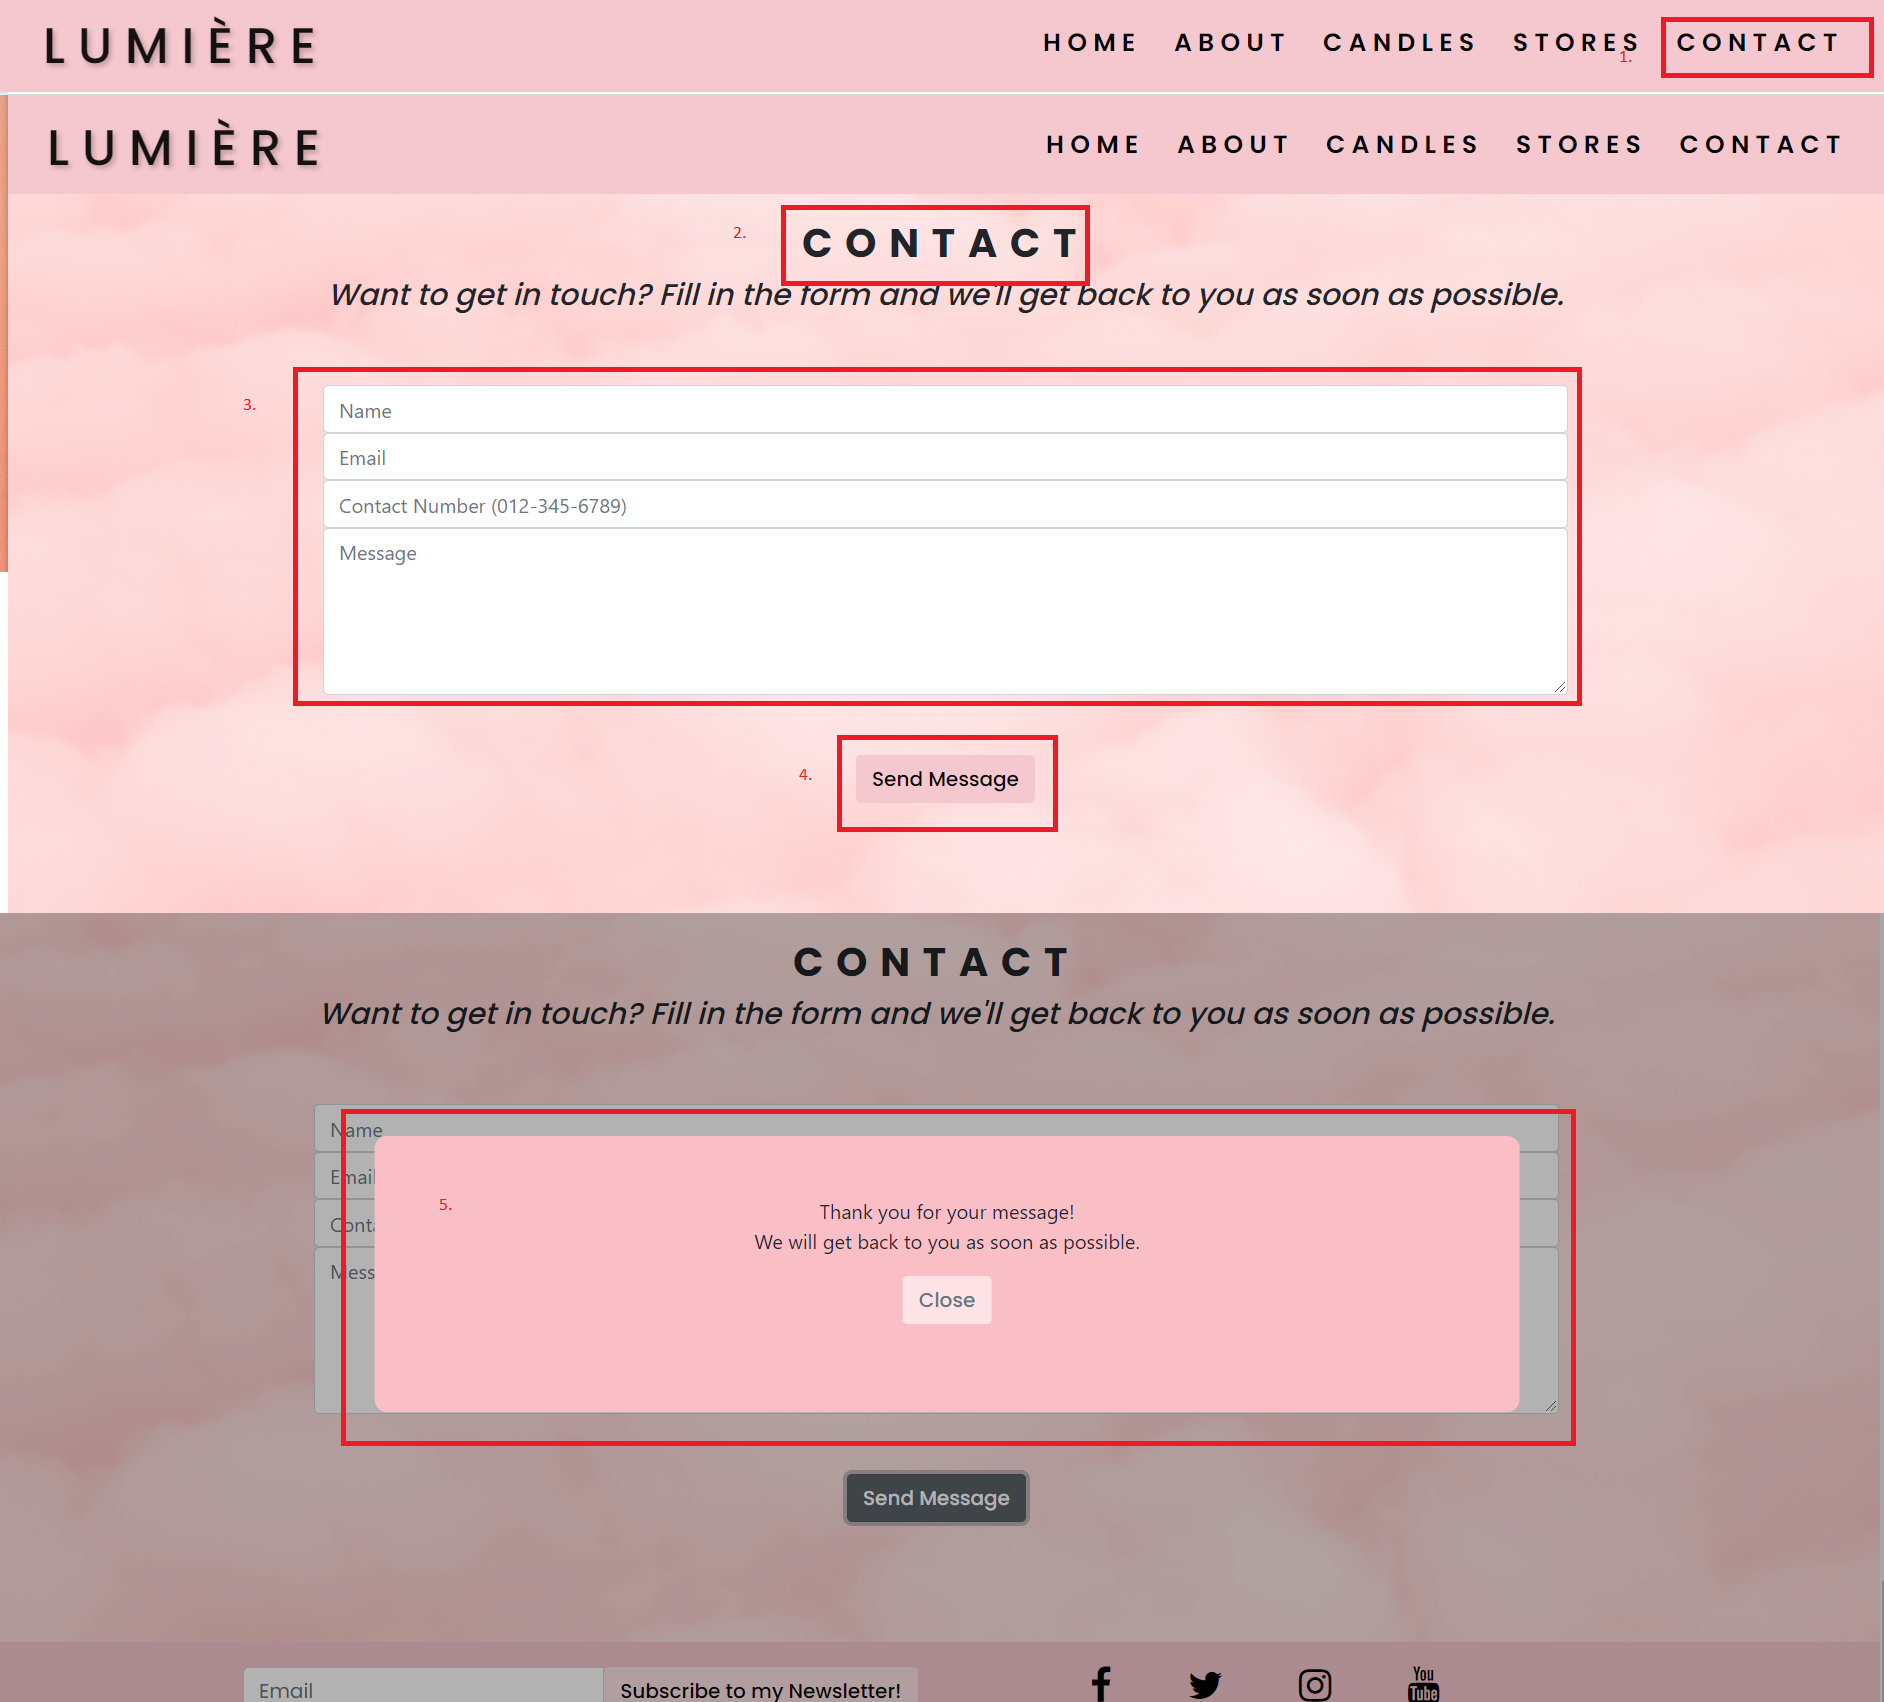 LUMIÈRE HOME ABOUT CANDLES STORES CONTACT
1.
LUMIÈRE HOME ABOUT CANDLES STORES CONTACT
2. CONTACT
Want to get in touch? Fill in the form and we'll get back to you as soon as possible.
3. Name
Email
Contact Number (012-345-6789)
Message
4. Send Message
CONTACT
Want to get in touch? Fill in the form and we'll get back to you as soon as possible.
Name
Email
Conta
Mess
5.
Thank you for your message!
We will get back to you as soon as possible.
Close
Send Message
Email Subscribe to my Newsletter! You Tube